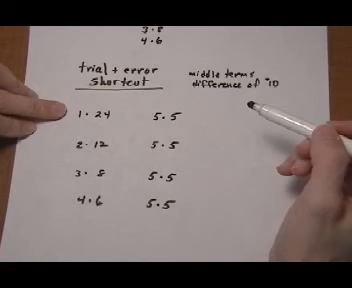 3.8
4.6
trial + error
shortcut
middle terms
difference of 10
1. 24
5.5
2. 12
5.5
3. 8
5.5
4.6
5.5